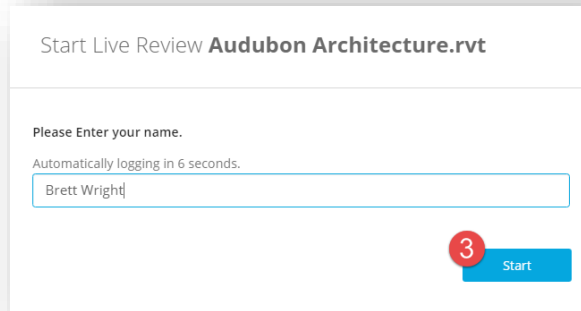 Start Live Review Audubon Architecture.rvt
Please Enter your name.
Automatically logging in 6 seconds.
Brett Wright
3
Start